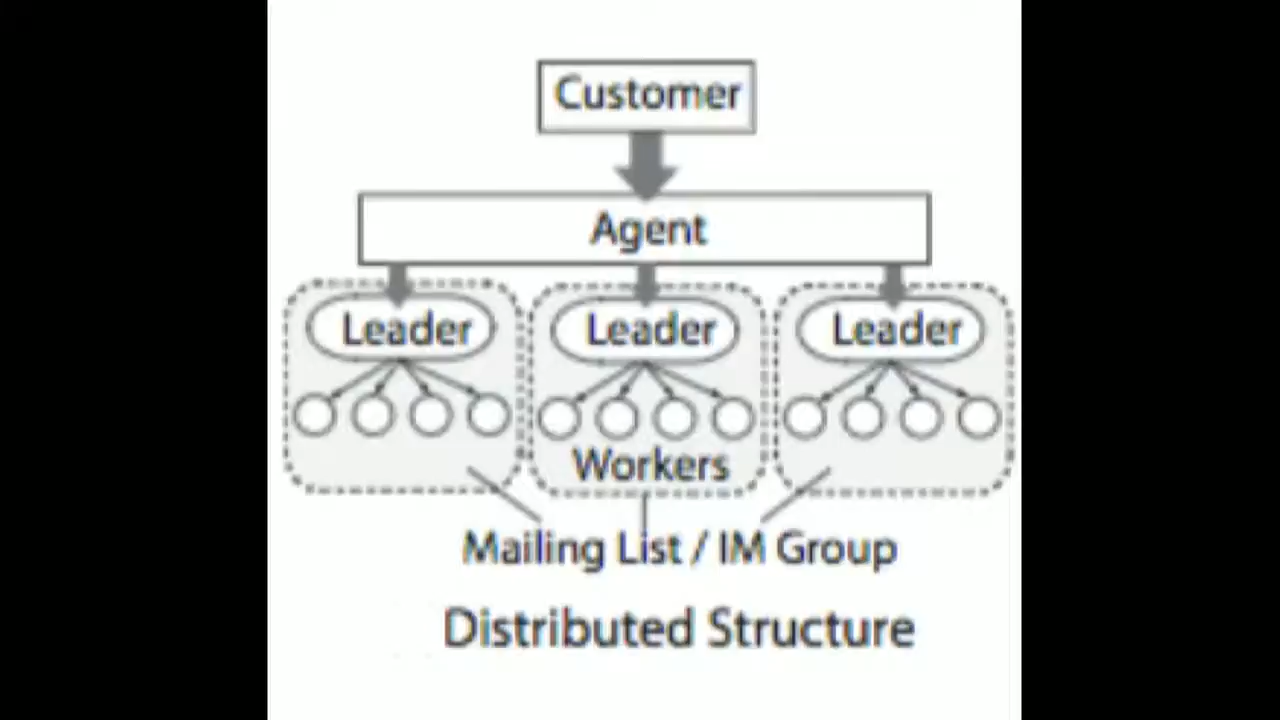 Customer
Agent
Leader Leader Leader
Workers
Mailing List / IM Group
Distributed Structure